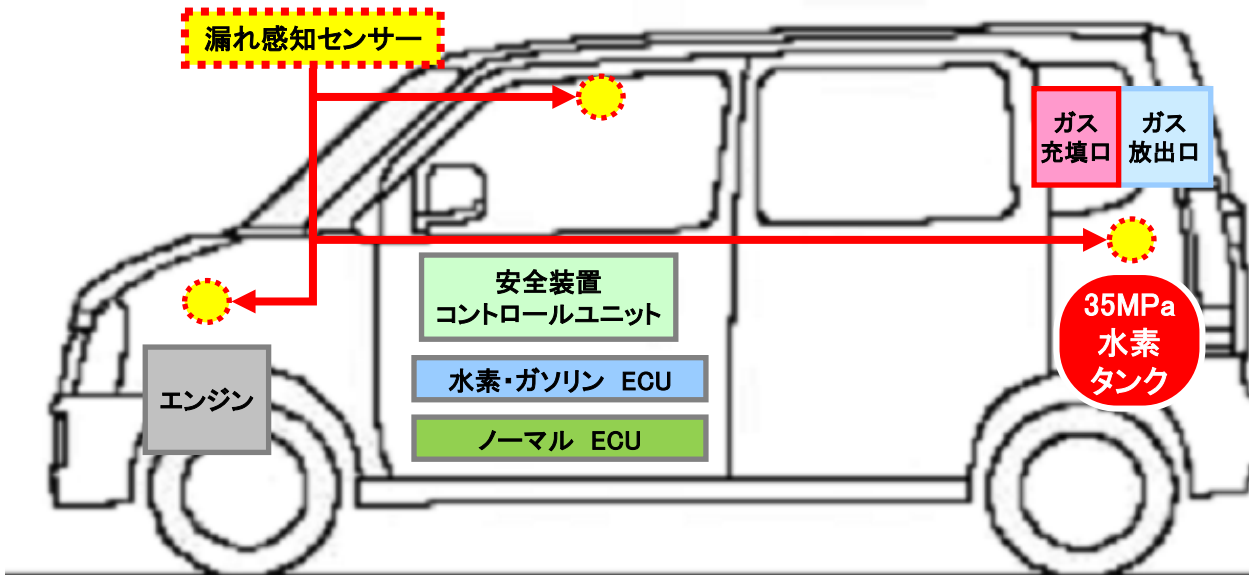 漏れ感知センサー
ガス
充填口
ガス
放出口
安全装置
コントロールユニット
35MPa
水素
タンク
水素・ガソリン ECU
エンジン
ノーマル ECU